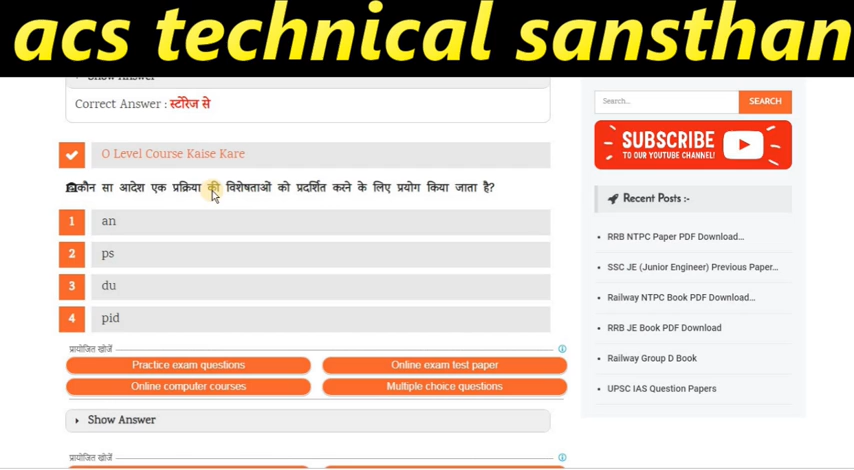 acs technical sansthan
Show Answer
Correct Answer : स्टोरेज से
O Level Course Kaise Kare
कौन सा आदेश एक प्रक्रिया की विशेषताओं को प्रदर्शित करने के लिए प्रयोग किया जाता है?
1 an
2 ps
3 du
4 pid
प्रायोजित खोजें
Practice exam questions
Online exam test paper
Online computer courses
Multiple choice questions
Show Answer
प्रायोजित खोजें
Search...
SEARCH
SUBSCRIBE
TO OUR YOUTUBE CHANNEL!
Recent Posts :-
RRB NTPC Paper PDF Download...
SSC JE (Junior Engineer) Previous Paper...
Railway NTPC Book PDF Download...
RRB JE Book PDF Download
Railway Group D Book
UPSC IAS Question Papers